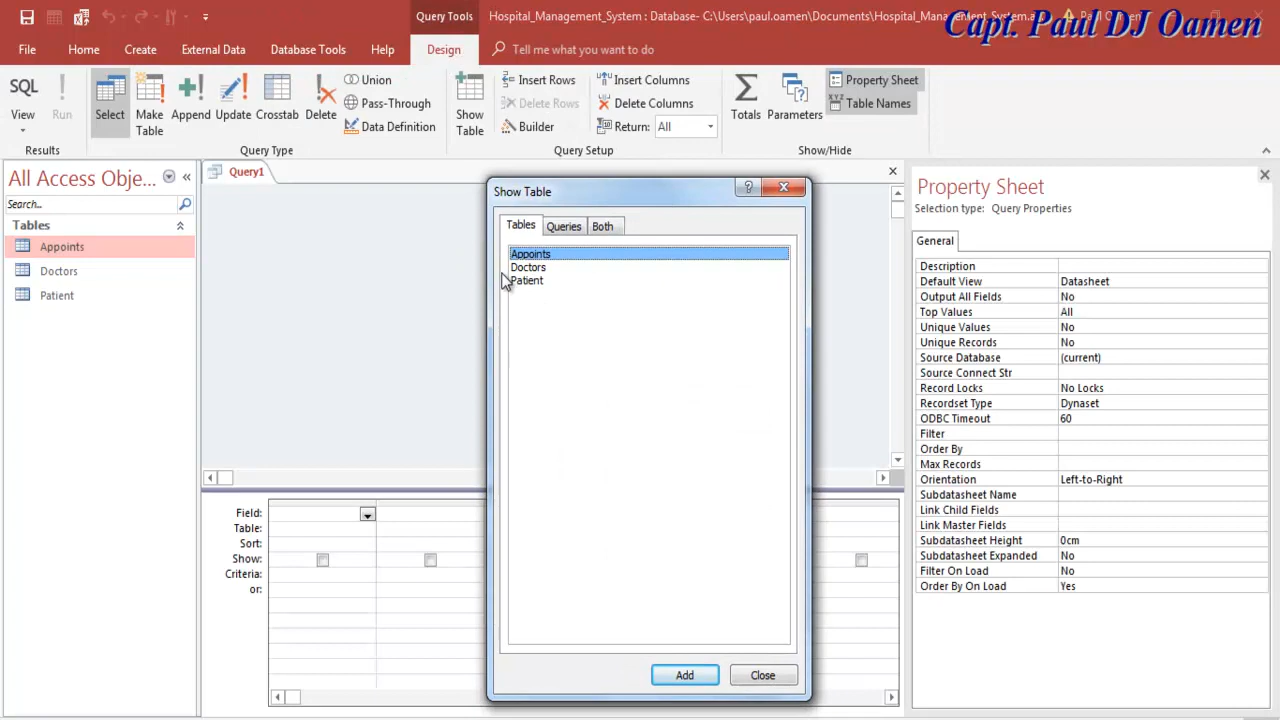 Query Tools
Hospital_Management_System : Database- C:\Users\paul.oamen\Documents\Hospital_Management_System.a
Capt. Paul DJ Oamen
File Home Create External Data Database Tools Help Design Tell me what you want to do
SQL
View
Run
Results
Select
Make
Table
Append
Update
Crosstab
Delete
Union
Pass-Through
Data Definition
Query Type
Show
Table
Insert Rows
Delete Rows
Builder
Insert Columns
Delete Columns
Return: All
Query Setup
Totals
Parameters
Property Sheet
XYZ Table Names
Show/Hide
All Access Obje...
Search...
Tables
Appoints
Doctors
Patient
Query1
Field:
Table:
Sort:
Show:
Criteria:
or:
Show Table
Tables Queries Both
Appoints
Doctors
Patient
Add Close
Property Sheet
Selection type: Query Properties
General
Description
Default View Datasheet
Output All Fields No
Top Values All
Unique Values No
Unique Records No
Source Database (current)
Source Connect Str
Record Locks No Locks
Recordset Type Dynaset
ODBC Timeout 60
Filter
Order By
Max Records
Orientation Left-to-Right
Subdatasheet Name
Link Child Fields
Link Master Fields
Subdatasheet Height 0cm
Subdatasheet Expanded No
Filter On Load No
Order By On Load Yes